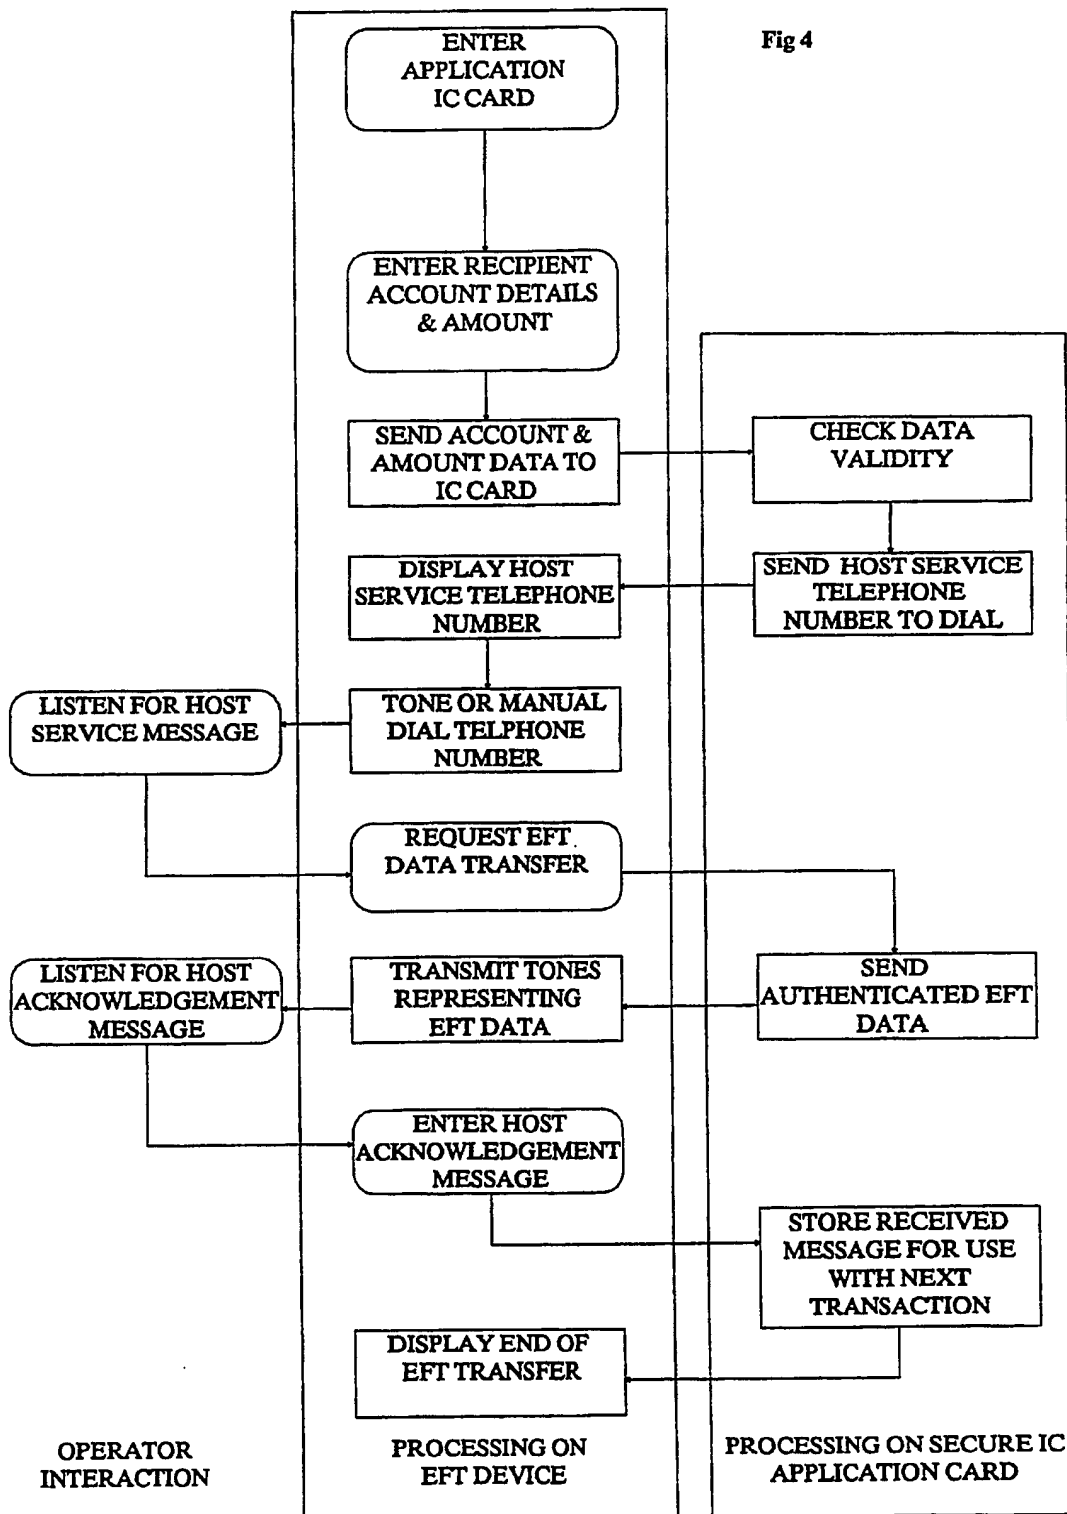 Fig 4
ENTER
APPLICATION
IC CARD
ENTER RECIPIENT
ACCOUNT DETAILS
& AMOUNT
SEND ACCOUNT &
AMOUNT DATA TO
IC CARD
CHECK DATA
VALIDITY
SEND HOST SERVICE
TELEPHONE
NUMBER TO DIAL
DISPLAY HOST
SERVICE TELEPHONE
NUMBER
TONE OR MANUAL
DIAL TELPHONE
NUMBER
LISTEN FOR HOST
SERVICE MESSAGE
REQUEST EFT
DATA TRANSFER
SEND
AUTHENTICATED EFT
DATA
TRANSMIT TONES
REPRESENTING
EFT DATA
LISTEN FOR HOST
ACKNOWLEDGEMENT
MESSAGE
ENTER HOST
ACKNOWLEDGEMENT
MESSAGE
STORE RECEIVED
MESSAGE FOR USE
WITH NEXT
TRANSACTION
DISPLAY END OF
EFT TRANSFER
OPERATOR
INTERACTION
PROCESSING ON
EFT DEVICE
PROCESSING ON SECURE IC
APPLICATION CARD